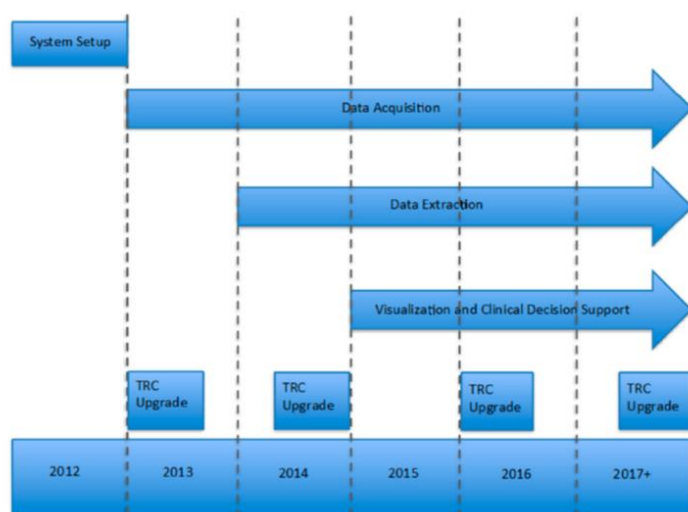 System Setup
Data Acquisition
Data Extraction
Visualization and Clinical Decision Support
TRC
Upgrade
TRC
Upgrade
TRC
Upgrade
TRC
Upgrade
2012
2013
2014
2015
2016
2017+